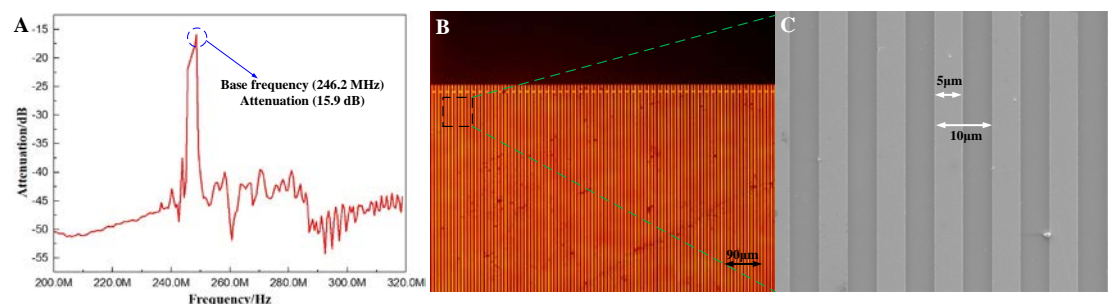 A
-15
-20
-25
-30
-35
-40
-45
-50
-55
Attenuation/dB
Base frequency (246.2 MHz)
Attenuation (15.9 dB)
200.0M 220.0M 240.0M 260.0M 280.0M 300.0M 320.0M
Frequency/Hz
B
90μm
C
5μm
10μm